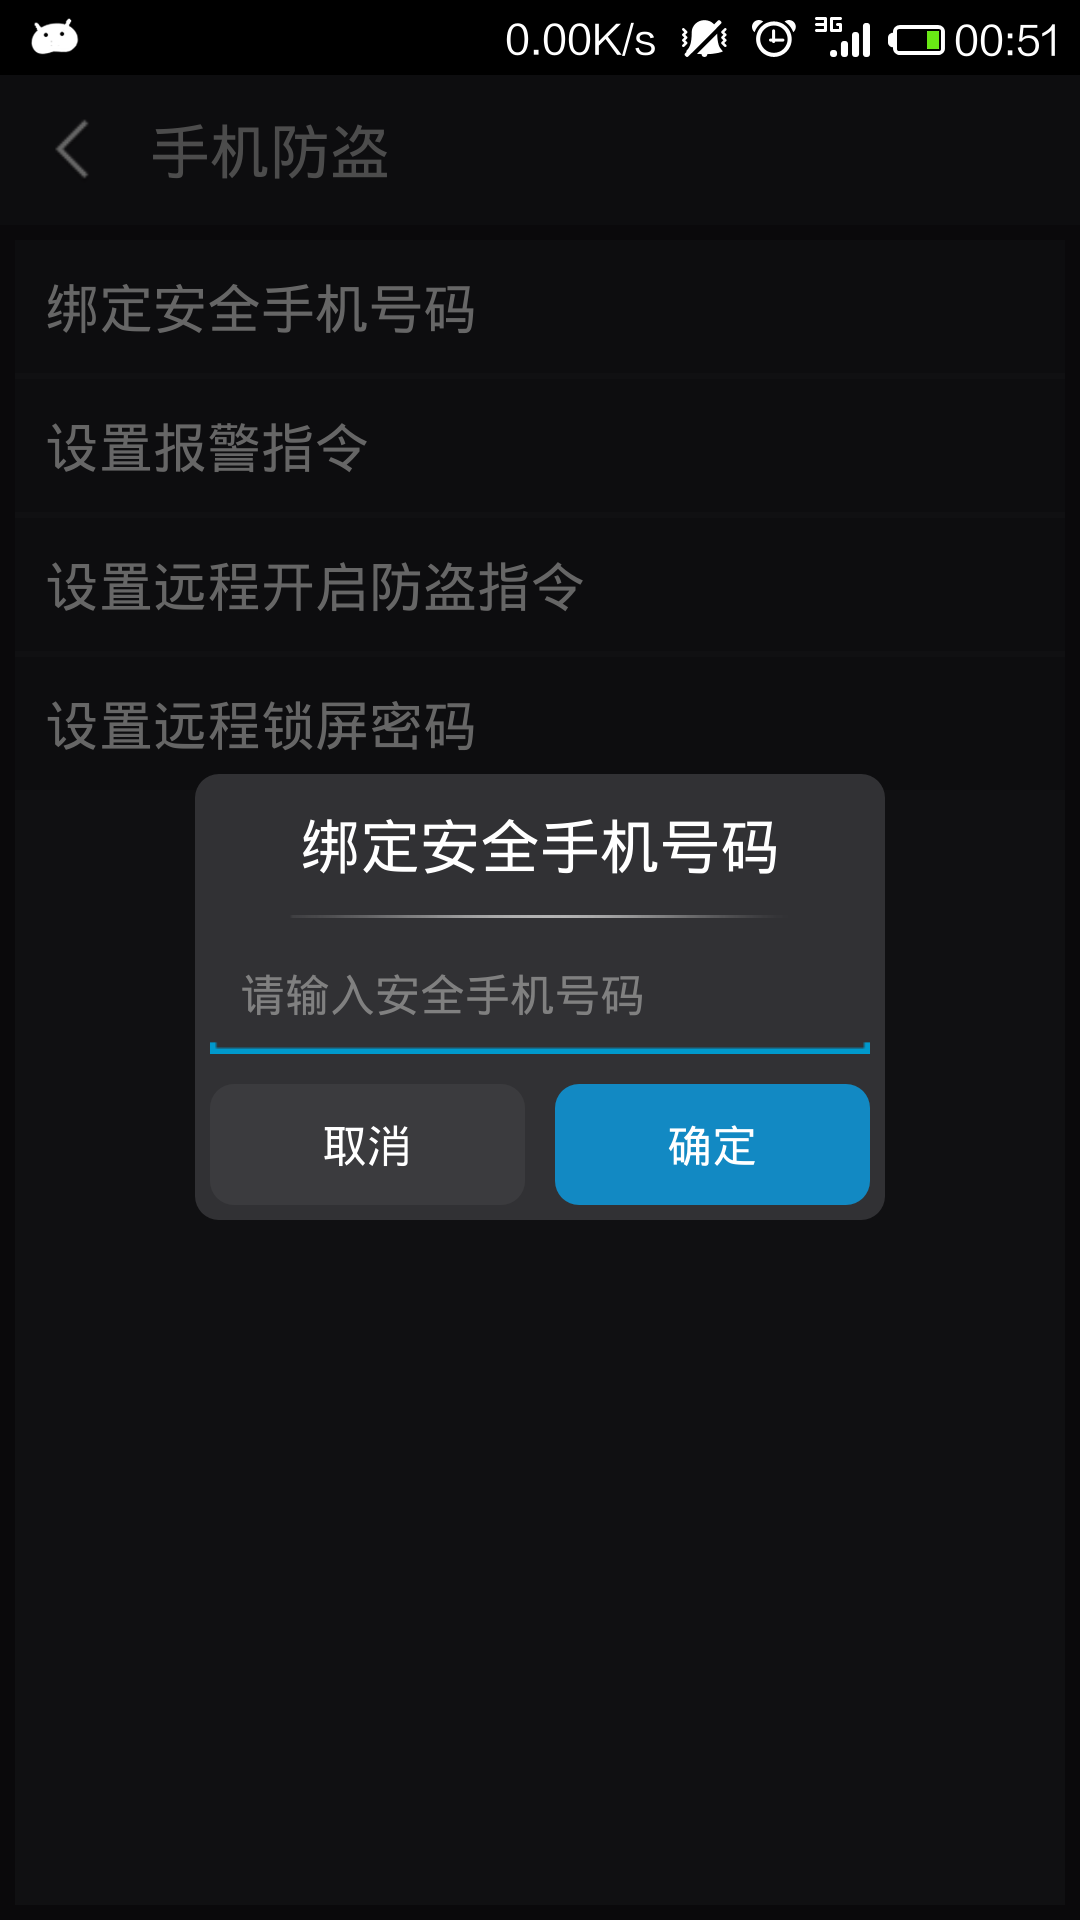 0.00K/s 3G 00:51
手机防盗
绑定安全手机号码
设置报警指令
设置远程开启防盗指令
设置远程锁屏密码
绑定安全手机号码
请输入安全手机号码
取消 确定